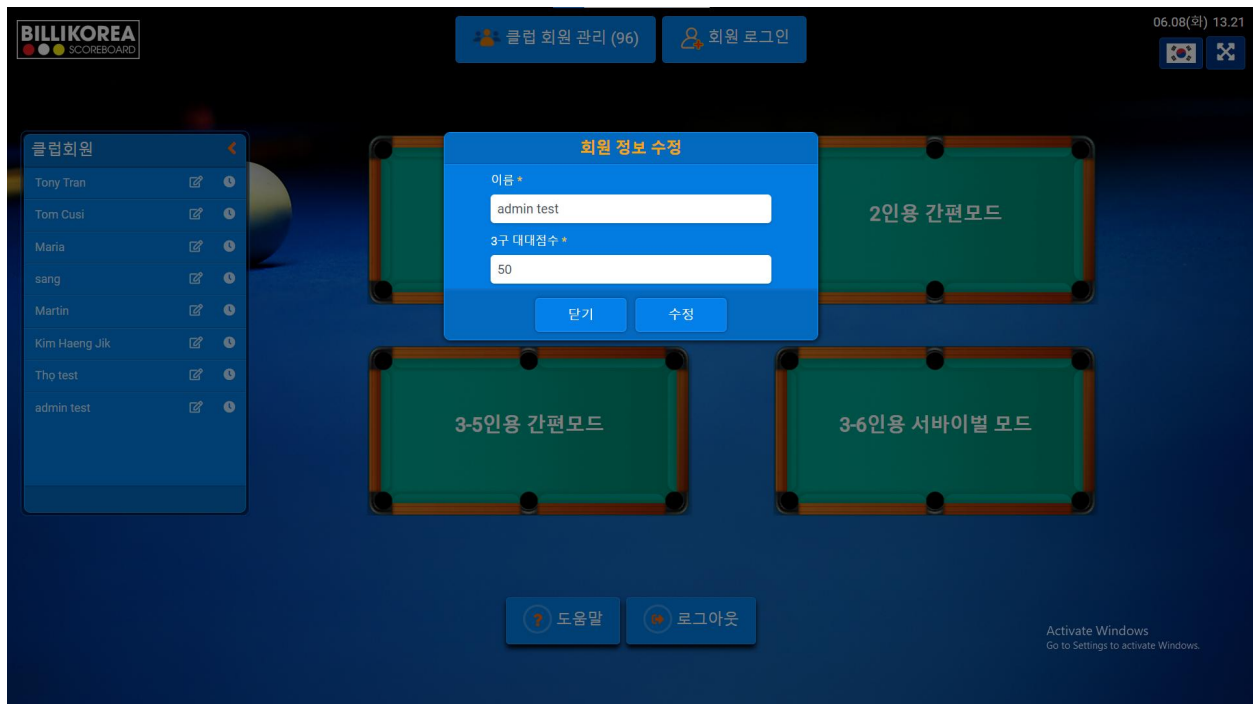 BILLIKOREA
SCOREBOARD
클럽 회원 관리 (96)
회원 로그인
06.08(화) 13.21
클럽회원
Tony Tran
Tom Cusi
Maria
sang
Martin
Kim Haeng Jik
Thọ test
admin test
회원 정보 수정
이름 *
admin test
3구 대대점수 *
50
닫기
수정
2인용 간편모드
3-5인용 간편모드
3-6인용 서바이벌 모드
? 도움말
로그아웃
Activate Windows
Go to Settings to activate Windows.